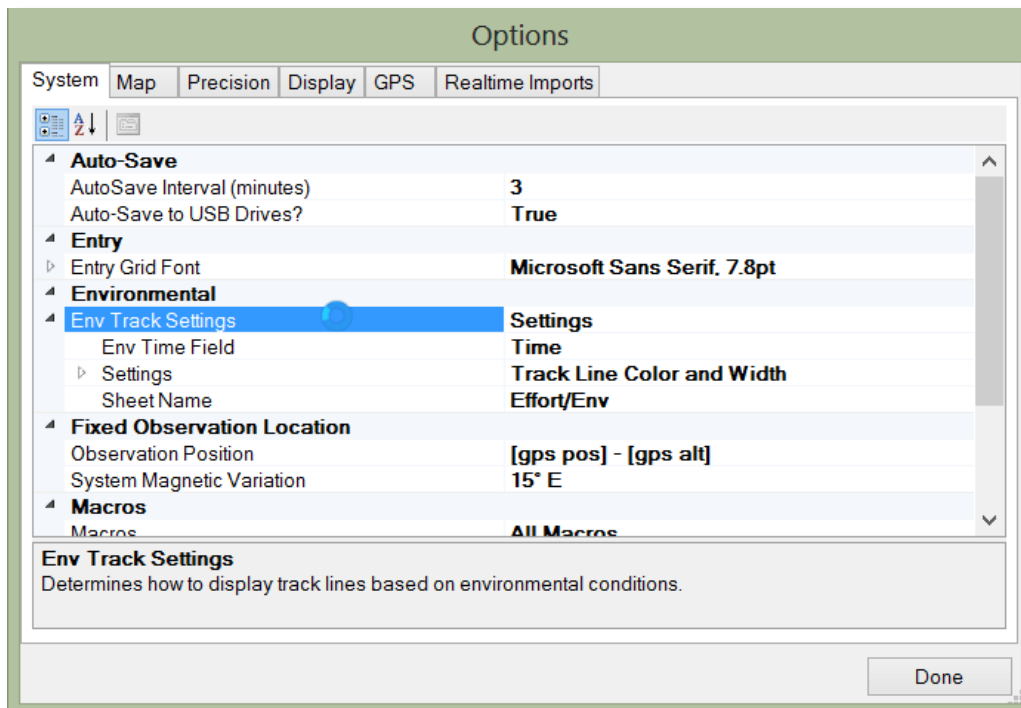 Options
System Map Precision Display GPS Realtime Imports
Auto-Save
AutoSave Interval (minutes) 3
Auto-Save to USB Drives? True
Entry
Entry Grid Font Microsoft Sans Serif, 7.8pt
Environmental
Env Track Settings Settings
Env Time Field Time
Settings Track Line Color and Width
Sheet Name Effort/Env
Fixed Observation Location
Observation Position [gps pos] - [gps alt]
System Magnetic Variation 15° E
Macros
Macros All Macros
Env Track Settings
Determines how to display track lines based on environmental conditions.
Done